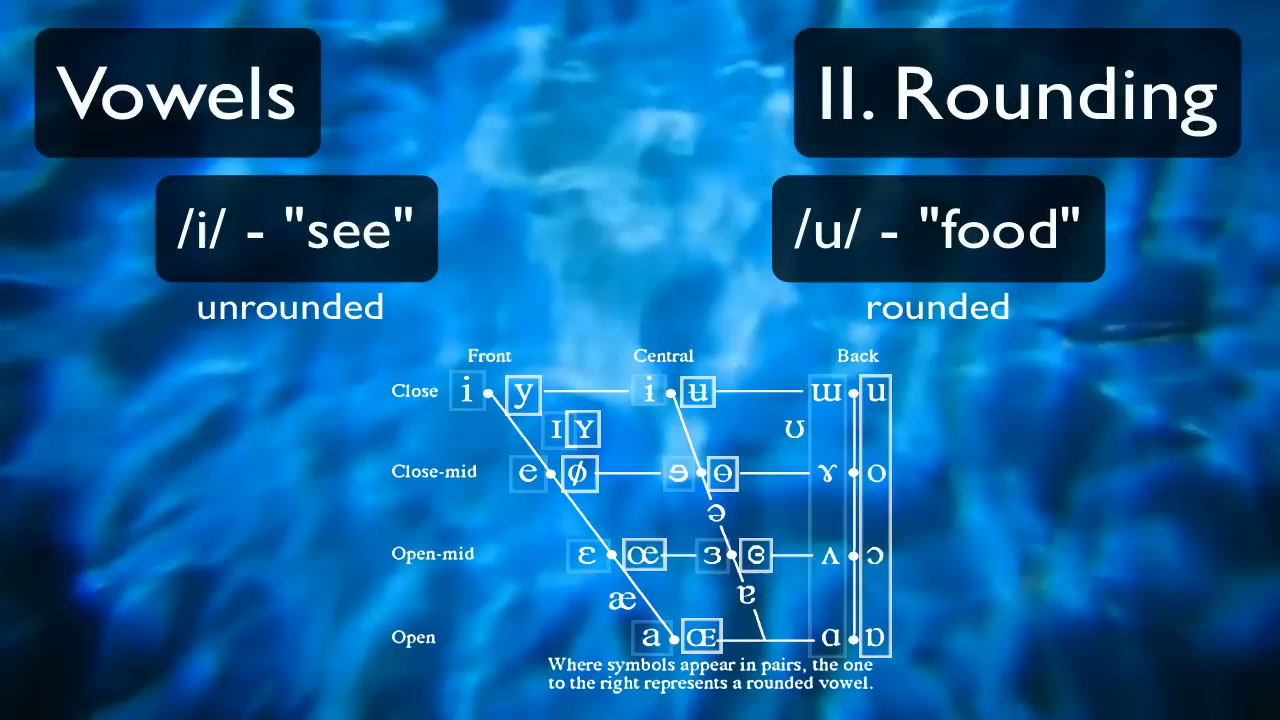 Vowels
II. Rounding
/i/ - "see"
/u/ - "food"
unrounded
rounded
Front Central Back
Close i y ɨ ʉ ɯ u
ɪ ʏ ʊ
Close-mid e ø ɘ ɵ ɤ o
ə
Open-mid ɛ œ ɜ ɞ ʌ ɔ
æ ɐ
Open a ɶ ɑ ɒ
Where symbols appear in pairs, the one
to the right represents a rounded vowel.